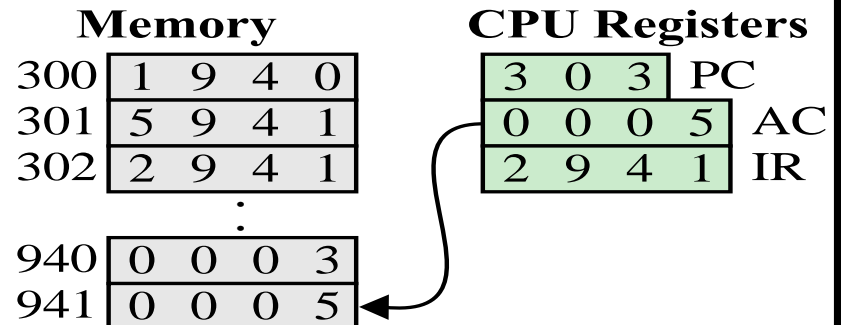 Memory CPU Registers
300 1 9 4 0 3 0 3 PC
301 5 9 4 1 0 0 0 5 AC
302 2 9 4 1 2 9 4 1 IR
:
940 0 0 0 3
941 0 0 0 5